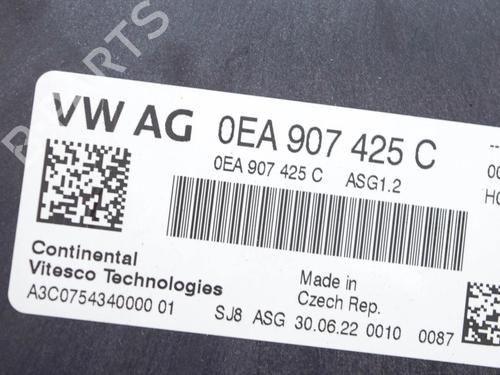 VW AG 0EA 907 425 C
0EA 907 425 C ASG1.2
Continental
Vitesco Technologies
A3C0754340000 01
Made in
Czech Rep.
SJ8 ASG 30.06.22 0010 0087
B-PARTS